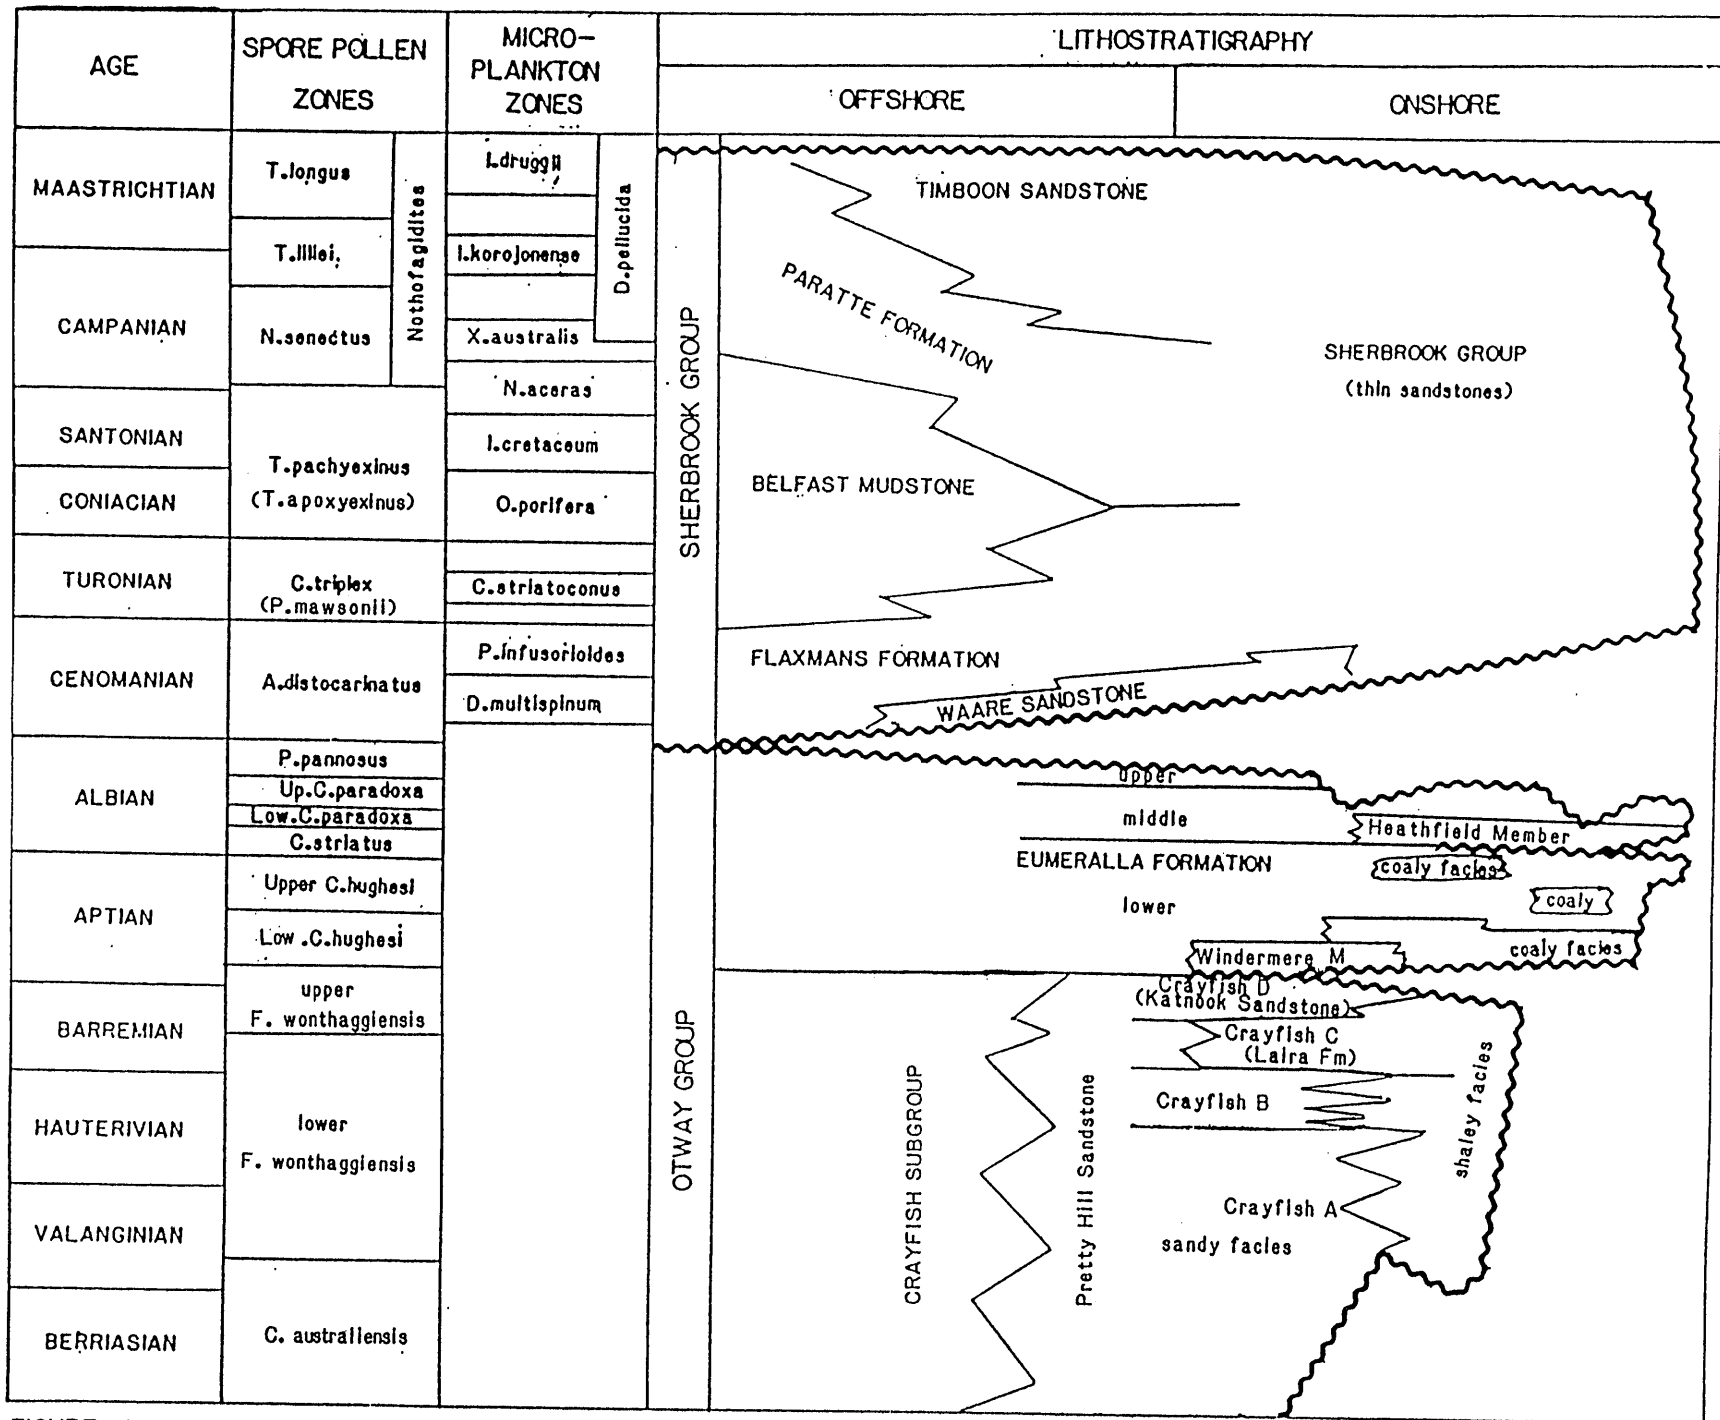 AGE
SPORE POLLEN
ZONES
MICRO-
PLANKTON
ZONES
LITHOSTRATIGRAPHY
OFFSHORE
ONSHORE
MAASTRICHTIAN
CAMPANIAN
SANTONIAN
CONIACIAN
TURONIAN
CENOMANIAN
ALBIAN
APTIAN
BARREMIAN
HAUTERIVIAN
VALANGINIAN
BERRIASIAN
T.longus
T.lillei.
N.senectus
Nothofagidites
T.pachyexinus
(T.apoxyexinus)
C.triplex
(P.mawsonii)
A.distocarinatus
P.pannosus
Up.C.paradoxa
Low.C.paradoxa
C.striatus
Upper C.hughesi
Low.C.hughesi
upper
F. wonthaggiensis
lower
F. wonthaggiensis
C. australiensis
I.druggii
I.korojonense
X.australis
D.pellucida
N.aceras
I.cretaceum
O.porifera
C.striatoconus
P.infusorioides
D.multispinum
SHERBROOK GROUP
OTWAY GROUP
TIMBOON SANDSTONE
PARATTE FORMATION
SHERBROOK GROUP
(thin sandstones)
BELFAST MUDSTONE
FLAXMANS FORMATION
WAARE SANDSTONE
upper
middle
Heathfield Member
EUMERALLA FORMATION
coaly facies
coaly
lower
coaly facies
Windermere M
Crayfish D
(Katnook Sandstone)
Crayfish C
(Laira Fm)
Crayfish B
Crayfish A
sandy facies
shaley facies
CRAYFISH SUBGROUP
Pretty Hill Sandstone